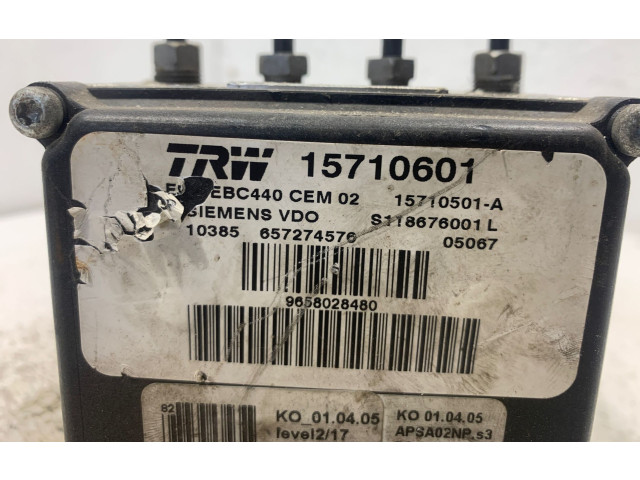 TRW 15710601
EBC440 CEM 02 15710501-A
SIEMENS VDO S118676001 L
10385 657274576 05067
9658028480
82 KO_01.04.05 KO 01.04.05
level2/17 APSA02NP.s3